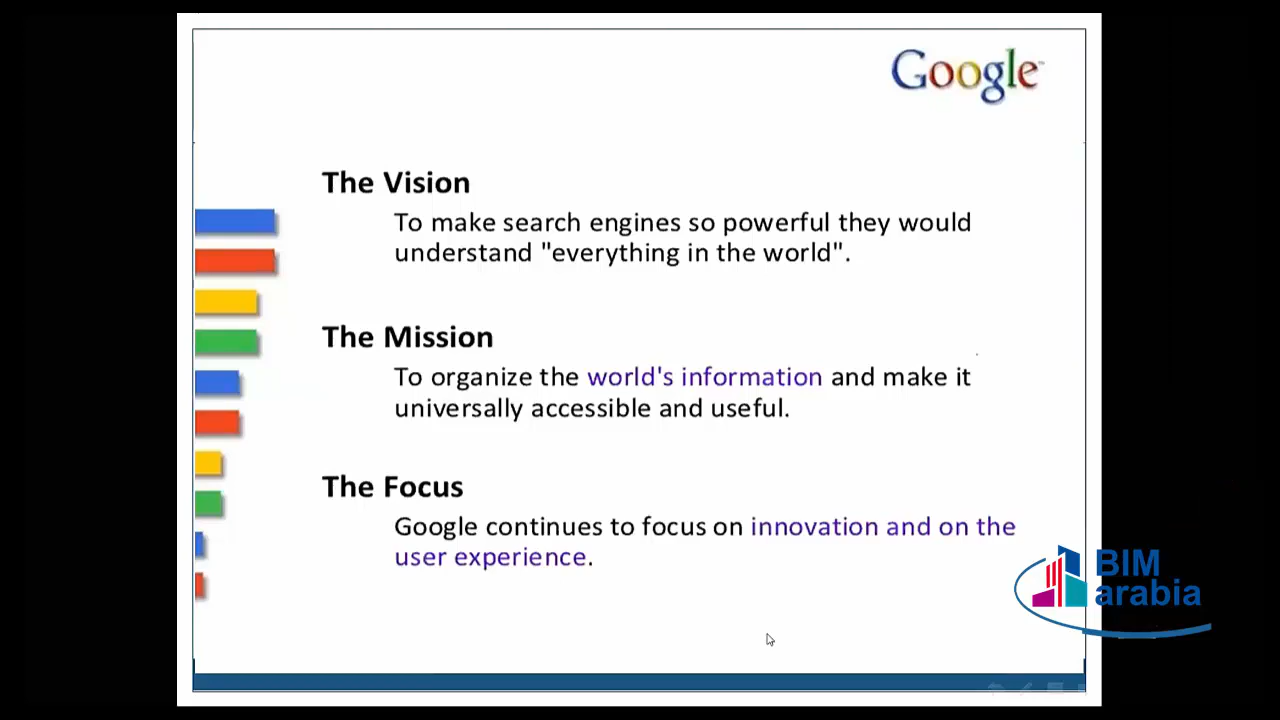 Google™
The Vision
To make search engines so powerful they would
understand "everything in the world".
The Mission
To organize the world's information and make it
universally accessible and useful.
The Focus
Google continues to focus on innovation and on the
user experience.
BIM
arabia